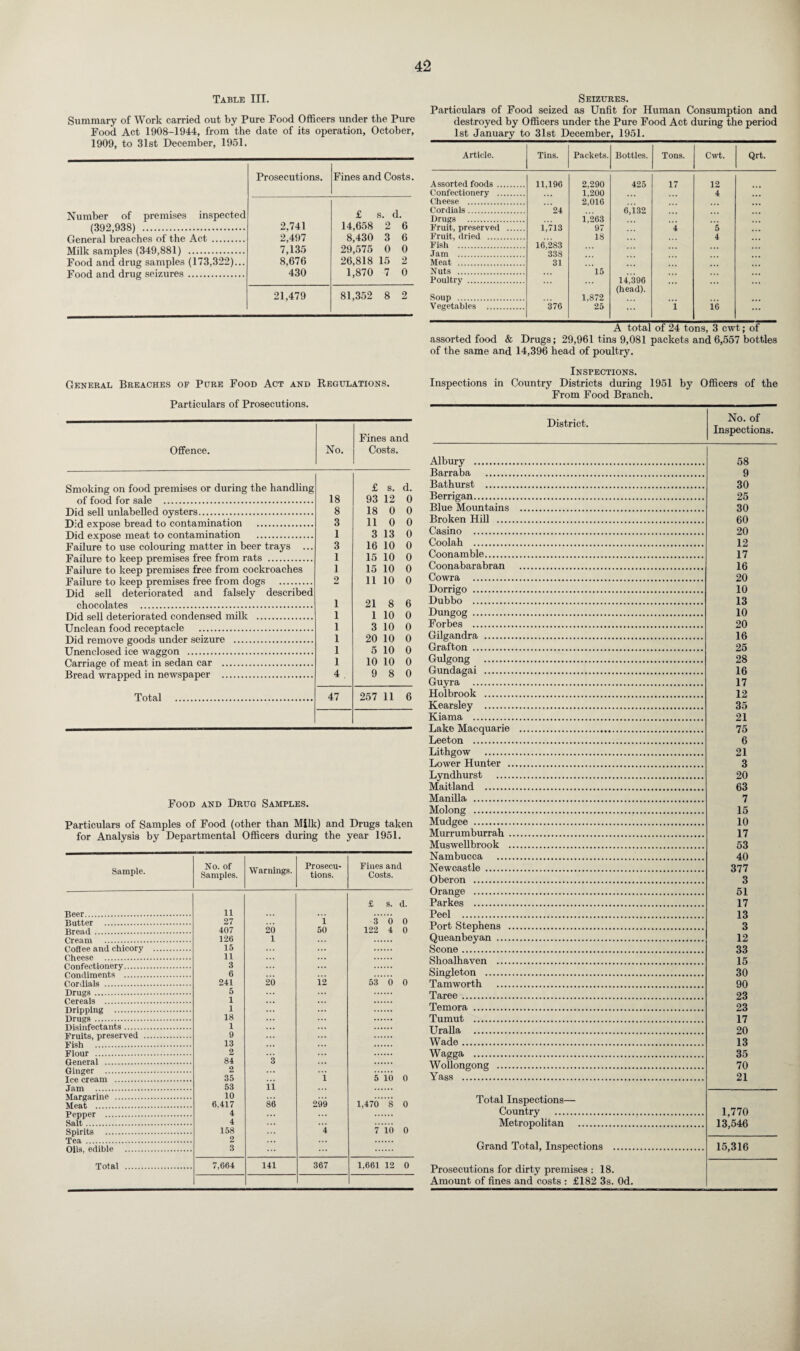 42
TABLE III.
Summary of Work carried out by Pure Food Officers under the Pure
Food Act 1908-1944, from the date of its operation, October,
1909, to 31st December, 1951.
Prosecutions. Fines and Costs.
£ s. d.
Number of premises inspected
(392,938) .......... 2,741 14,658 2 6
General breaches of the Act .......... 2,497 8,430 3 6
Milk samples (349,881) .......... 7,135 29,575 0 0
Food and drug samples (173,322)... 8,676 26,818 15 2
Food and drug seizures .......... 430 1,870 7 0
21,479 81,352 8 2
GENERAL BREACHES OF PURE FOOD ACT AND REGULATIONS.
Particulars of Prosecutions.
Offence. No. Fines and Costs.
£ s. d.
Smoking on food premises or during the handling
of food for sale .......... 18 93 12 0
Did sell unlabelled oysters .......... 8 18 0 0
Did expose bread to contamination .......... 3 11 0 0
Did expose meat to contamination .......... 1 3 13 0
Failure to use colouring matter in beer trays ... 3 16 10 0
Failure to keep premises free from rats .......... 1 15 10 0
Failure to keep premises free from cockroaches 1 15 10 0
Failure to keep premises free from dogs .......... 2 11 10 0
Did sell deteriorated and falsely described
chocolates .......... 1 21 8 6
Did sell deteriorated condensed milk .......... 1 1 10 0
Unclean food receptacle .......... 1 3 10 0
Did remove goods under seizure .......... 1 20 10 0
Unenclosed ice waggon .......... 1 5 10 0
Carriage of meat in sedan car .......... 1 10 10 0
Bread wrapped in newspaper .......... 4 9 8 0
Total .......... 47 257 11 6
FOOD AND DRUG SAMPLES.
Particulars of Samples of Food (other than Milk) and Drugs taken
for Analysis by Departmental Officers during the year 1951.
Sample. No. of Samples. Warnings. Prosecutions. Fines and Costs.
£ s. d.
Beer .......... 11 ... ... ......
Butter .......... 27 ... 1 3 0 0
Bread .......... 407 20 50 122 4 0
Cream .......... 126 1 ... ......
Coffee and chicory .......... 15 ... ... ......
Cheese .......... 11 ... ... ......
Confectionery .......... 3 ... ... ......
Condiments .......... 6 ... ... ......
Cordials .......... 241 20 12 53 0 0
Drugs .......... 5 ... ... ......
Cereals .......... 1 ... ... ......
Dripping .......... 1 ... ... ......
Drugs .......... 18 ... ... ......
Disinfectants .......... 1 ... ... ......
Fruits, preserved .......... 9 ... ... ......
Fish .......... 13 ... ... ......
Flour .......... 2 ... ... ......
General .......... 84 3 ... ......
Ginger .......... 2 ... ... ......
Ice cream .......... 35 ... 1 5 10 0
Jam .......... 53 11 ... ......
Margarine .......... 10 ... ... ......
Meat .......... 6,417 86 299 1,470 8 0
Pepper .......... 4 ... ... ......
Salt .......... 4 ... ... ......
Spirits .......... 158 ... 4 7 10 0
Tea .......... 2 ... ... ......
Oils, edible .......... 3 ... ... ......
Total .......... 7,664 141 367 1,661 12 0
SEIZURES.
Particulars of Food seized as Unfit for Human Consumption and
destroyed by Officers under the Pure Food Act during the period
1st January to 31st December, 1951.
Article. Tins. Packets. Bottles. Tons. Cwt. Qrt.
Assorted foods .......... 11,196 2,290 425 17 12 ...
Confectionery .......... ... 1,200 ... ... 4 ...
Cheese .......... ... 2,016 ... ... ... ...
Cordials .......... 24 ... 6,132 ... ... ...
Drugs .......... ... 1,263 ... ... ... ...
Fruit, preserved ...... 1,713 97 ... 4 5 ...
Fruit, dried .......... ... 18 ... ... 4 ...
Fish .......... 16,283 ... ... ... ... ...
Jam .......... 338 ... ... ... ... ...
Meat .......... 31 ... ... ... ... ...
Nuts .......... ... 15 ... ... ... ...
Poultry .......... ... ... 14,396 ... ... ...
(head).
Soup .......... ... 1,872 ... ... ... ...
Vegetables .......... 376 25 ... 1 16 ...
A total of 24 tons, 3 cwt; of
assorted food & Drugs; 29,961 tins 9,081 packets and 6,557 bottles
of the same and 14,396 head of poultry.
INSPECTIONS.
Inspections in Country Districts during 1951 by Officers of the
From Food Branch.
District. No. of Inspections.
Albury .......... 58
Barraba .......... 9
Bathurst .......... 30
Berrigan .......... 25
Blue Mountains .......... 30
Broken Hill .......... 60
Casino .......... 20
Coolah .......... 12
Coonamble .......... 17
Coonabarabran .......... 16
Cowra .......... 20
Dorrigo .......... 10
Dubbo .......... 13
Dungog .......... 10
Forbes .......... 20
Gilgandra .......... 16
Grafton .......... 25
Gulgong .......... 28
Gundagai .......... 16
Guyra .......... 17
Holbrook .......... 12
Kearsley .......... 35
Kiama .......... 21
Lake Macquarie .......... 75
Leeton .......... 6
Lithgow .......... 21
Lower Hunter .......... 3
Lyndhurst .......... 20
Maitland .......... 63
Manilla .......... 7
Molong .......... 15
Mudgee .......... 10
Murrumburrah .......... 17
Muswellbrook .......... 53
Nambucca .......... 40
Newcastle .......... 377
Oberon .......... 3
Orange .......... 51
Parkes .......... 17
Peel .......... 13
Port Stephens .......... 3
Queanbeyan .......... 12
Scone .......... 33
Shoalhaven .......... 15
Singleton .......... 30
Tamworth .......... 90
Taree .......... 23
Temora .......... 23
Tumut .......... 17
Uralla .......... 20
Wade .......... 13
Wagga .......... 35
Wollongong .......... 70
Yass .......... 21
Total Inspections—
Country .......... 1,770
Metropolitan .......... 13,546
Grand Total, Inspections .......... 15,316
Prosecutions for dirty premises : 18.
Amount of fines and costs : £182 3s. 0d.